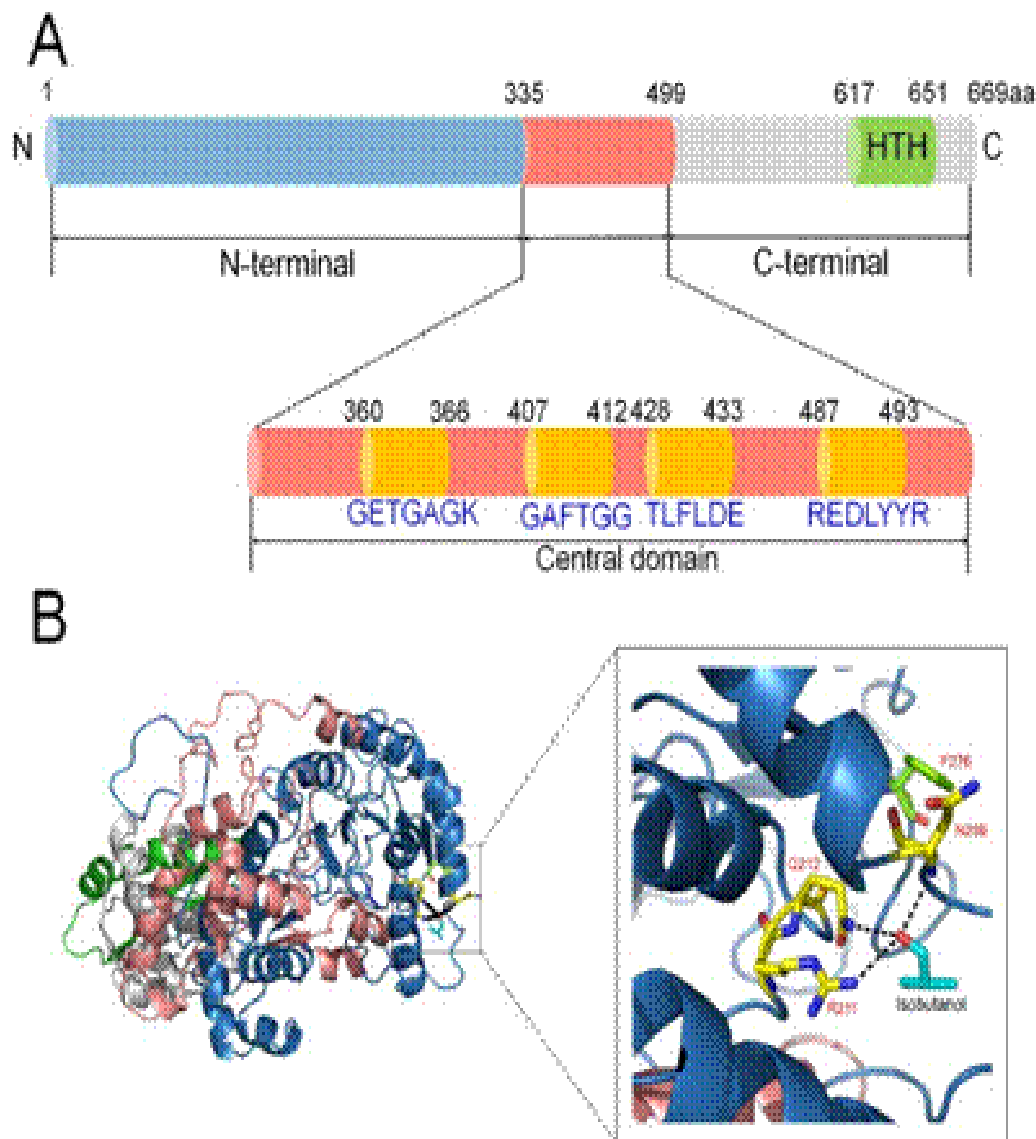 A
1 335 499 617 651 669aa
N HTH C
N-terminal C-terminal
360 366 407 412 428 433 487 493
GETGAGK GAFTGG TLFLDE REDLYYR
Central domain
B
Isobutanol